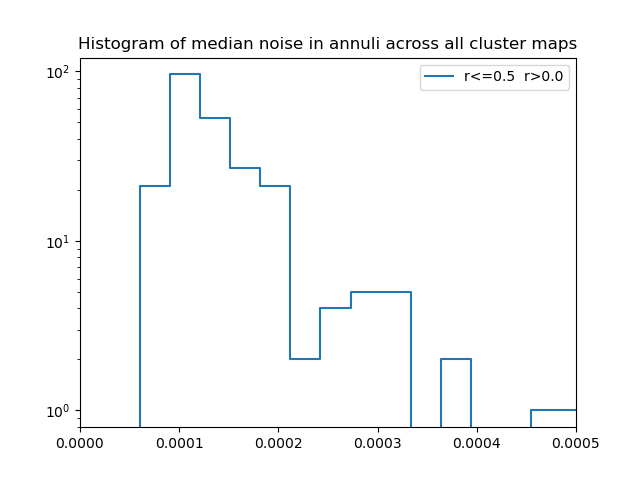 Histogram of median noise in annuli across all cluster maps
r<=0.5  r>0.0
10²
10¹
10⁰
0.0000 0.0001 0.0002 0.0003 0.0004 0.0005